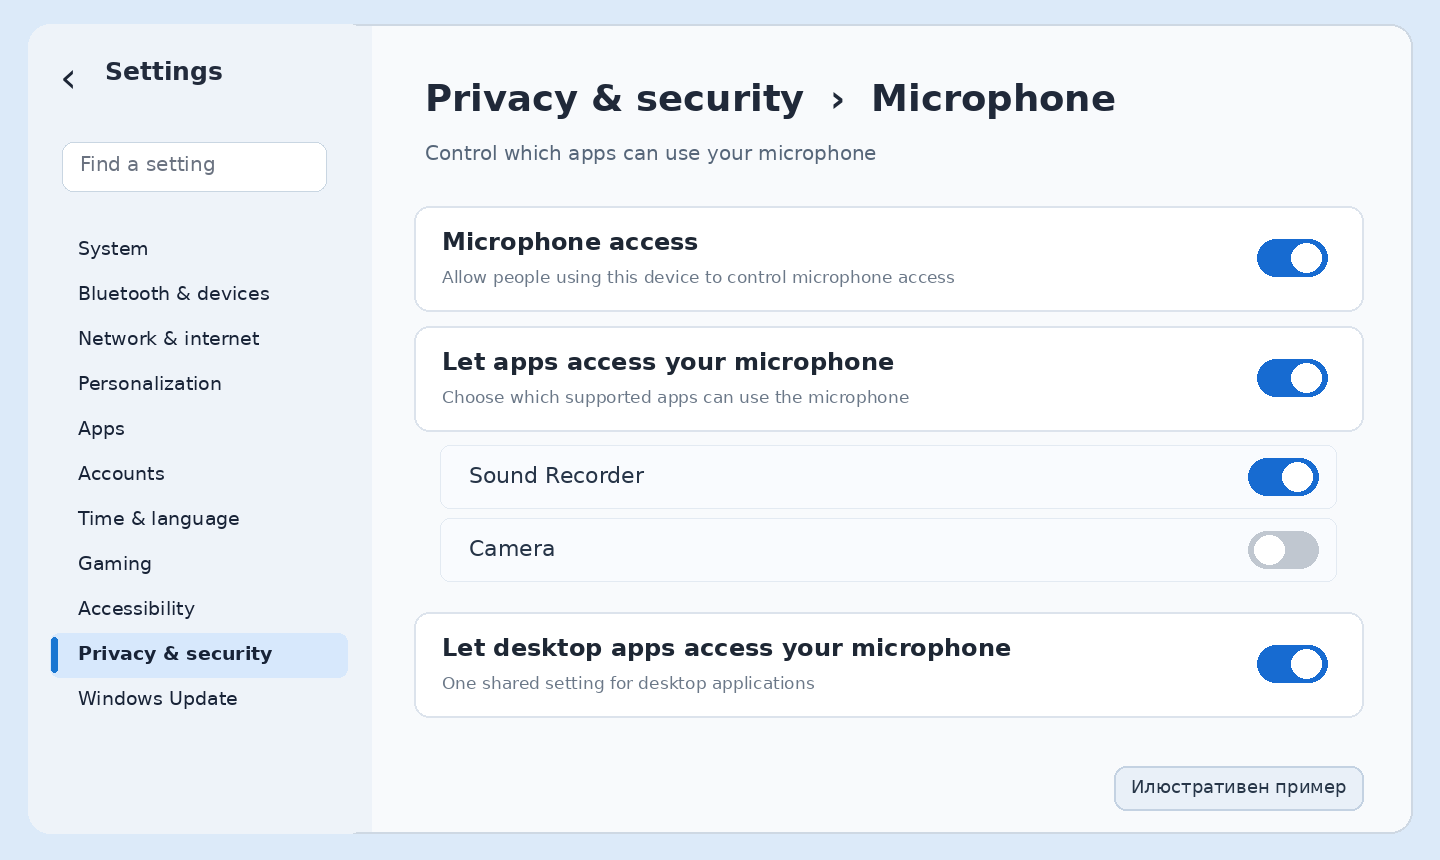 Settings
Find a setting
System
Bluetooth & devices
Network & internet
Personalization
Apps
Accounts
Time & language
Gaming
Accessibility
Privacy & security
Windows Update
Privacy & security › Microphone
Control which apps can use your microphone
Microphone access
Allow people using this device to control microphone access
Let apps access your microphone
Choose which supported apps can use the microphone
Sound Recorder
Camera
Let desktop apps access your microphone
One shared setting for desktop applications
Илюстративен пример